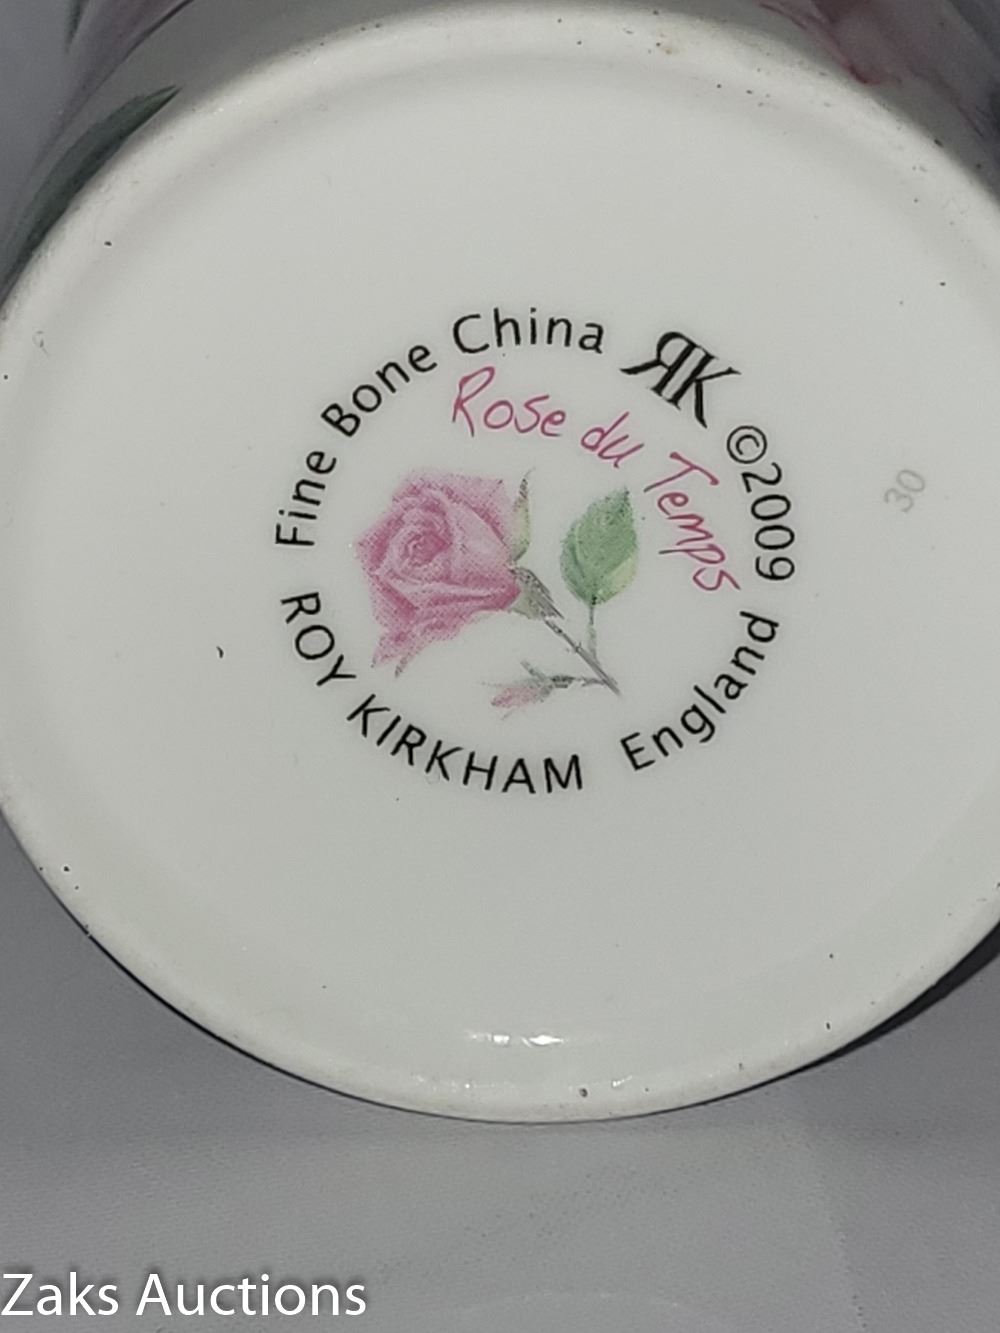 Fine Bone China RK ©2009
Rose du Temps
30
ROY KIRKHAM England
Zaks Auctions